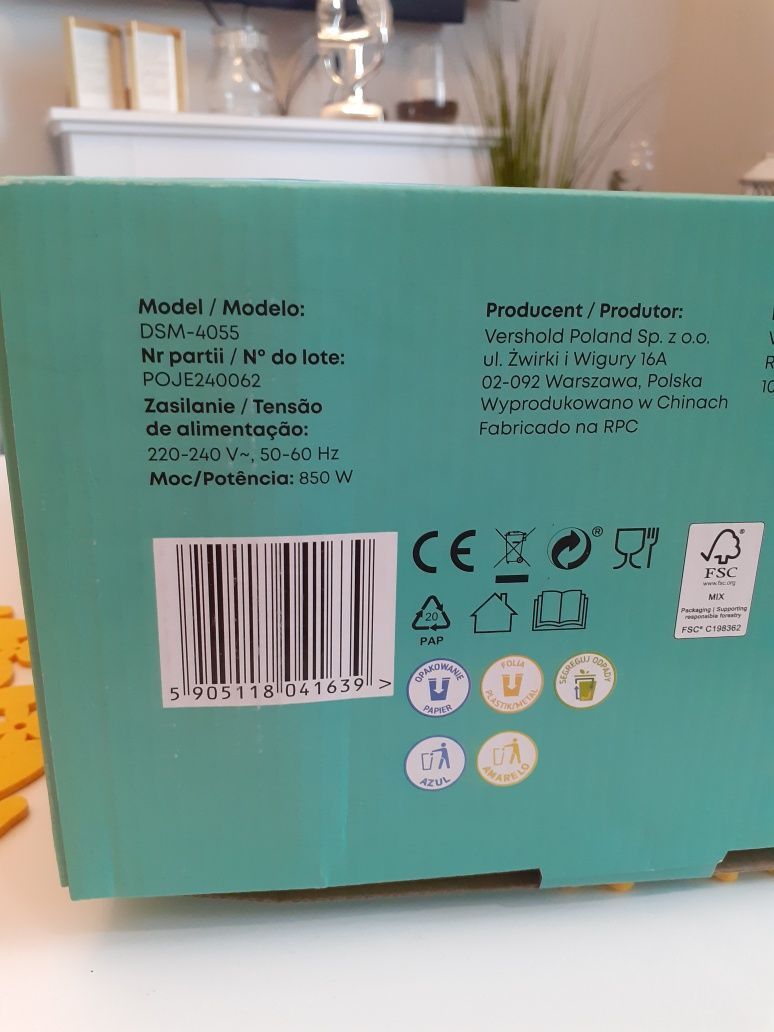 Model / Modelo:
DSM-4055
Nr partii / Nº do lote:
POJE240062
Zasilanie / Tensão
de alimentação:
220-240 V~, 50-60 Hz
Moc/Potência: 850 W
Producent / Produtor:
Vershold Poland Sp. z o.o.
ul. Żwirki i Wigury 16A
02-092 Warszawa, Polska
Wyprodukowano w Chinach
Fabricado na RPC
5 905118 041639 >
CE
®
20
PAP
®
FSC
www.fsc.org
MIX
Packaging | Supporting
responsible forestry
FSC® C198362
OPAKOWANIE
PAPIER
FOLIA
PLASTIK/METAL
SEGREGUJ ODPADY
AZUL
AMARELO